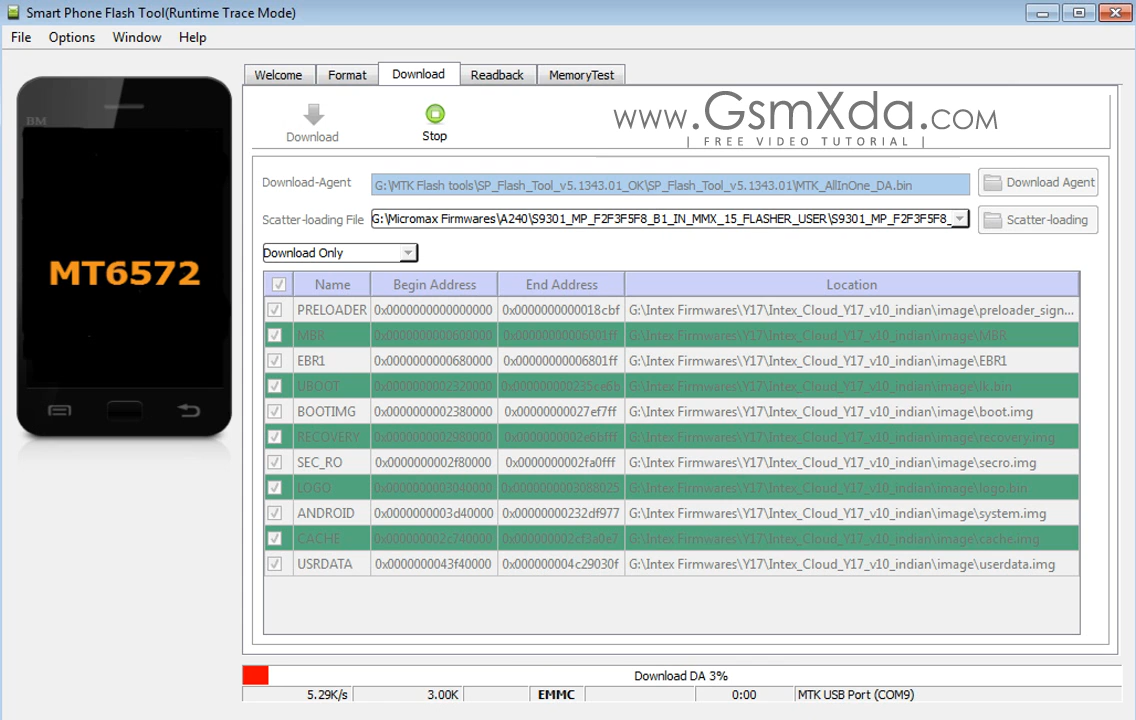 Smart Phone Flash Tool(Runtime Trace Mode)
File Options Window Help
Welcome Format Download Readback MemoryTest
Download Stop
www.GsmXda.com
| FREE VIDEO TUTORIAL |
BM
MT6572
Download-Agent G:\MTK Flash tools\SP_Flash_Tool_v5.1343.01_OK\SP_Flash_Tool_v5.1343.01\MTK_AllInOne_DA.bin Download Agent
Scatter-loading File G:\Micromax Firmwares\A240\S9301_MP_F2F3F5F8_B1_IN_MMX_15_FLASHER_USER\S9301_MP_F2F3F5F8_ Scatter-loading
Download Only
Name Begin Address End Address Location
PRELOADER 0x0000000000000000 0x0000000000018cbf G:\Intex Firmwares\Y17\Intex_Cloud_Y17_v10_indian\image\preloader_sign...
MBR 0x0000000000600000 0x00000000006001ff G:\Intex Firmwares\Y17\Intex_Cloud_Y17_v10_indian\image\MBR
EBR1 0x0000000000680000 0x00000000006801ff G:\Intex Firmwares\Y17\Intex_Cloud_Y17_v10_indian\image\EBR1
UBOOT 0x0000000002320000 0x000000000235ce6b G:\Intex Firmwares\Y17\Intex_Cloud_Y17_v10_indian\image\lk.bin
BOOTIMG 0x0000000002380000 0x00000000027ef7ff G:\Intex Firmwares\Y17\Intex_Cloud_Y17_v10_indian\image\boot.img
RECOVERY 0x0000000002980000 0x0000000002e6bfff G:\Intex Firmwares\Y17\Intex_Cloud_Y17_v10_indian\image\recovery.img
SEC_RO 0x0000000002f80000 0x0000000002fa0fff G:\Intex Firmwares\Y17\Intex_Cloud_Y17_v10_indian\image\secro.img
LOGO 0x0000000003040000 0x0000000003088025 G:\Intex Firmwares\Y17\Intex_Cloud_Y17_v10_indian\image\logo.bin
ANDROID 0x0000000003d40000 0x00000000232df977 G:\Intex Firmwares\Y17\Intex_Cloud_Y17_v10_indian\image\system.img
CACHE 0x000000002c740000 0x000000002cf3a0e7 G:\Intex Firmwares\Y17\Intex_Cloud_Y17_v10_indian\image\cache.img
USRDATA 0x0000000043f40000 0x000000004c29030f G:\Intex Firmwares\Y17\Intex_Cloud_Y17_v10_indian\image\userdata.img
Download DA 3%
5.29K/s 3.00K EMMC 0:00 MTK USB Port (COM9)